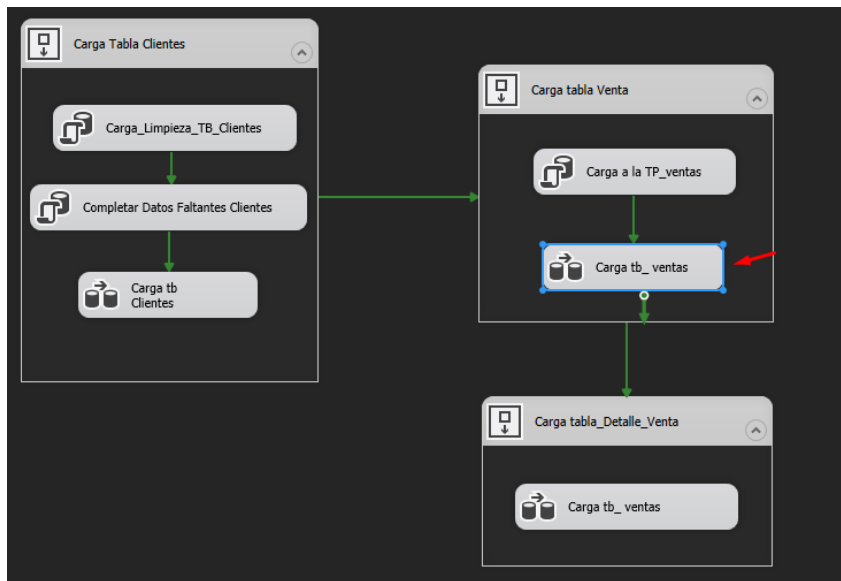 Carga Tabla Clientes
Carga_Limpieza_TB_Clientes
Completar Datos Faltantes Clientes
Carga tb
Clientes
Carga tabla Venta
Carga a la TP_ventas
Carga tb_ ventas
Carga tabla_Detalle_Venta
Carga tb_ ventas